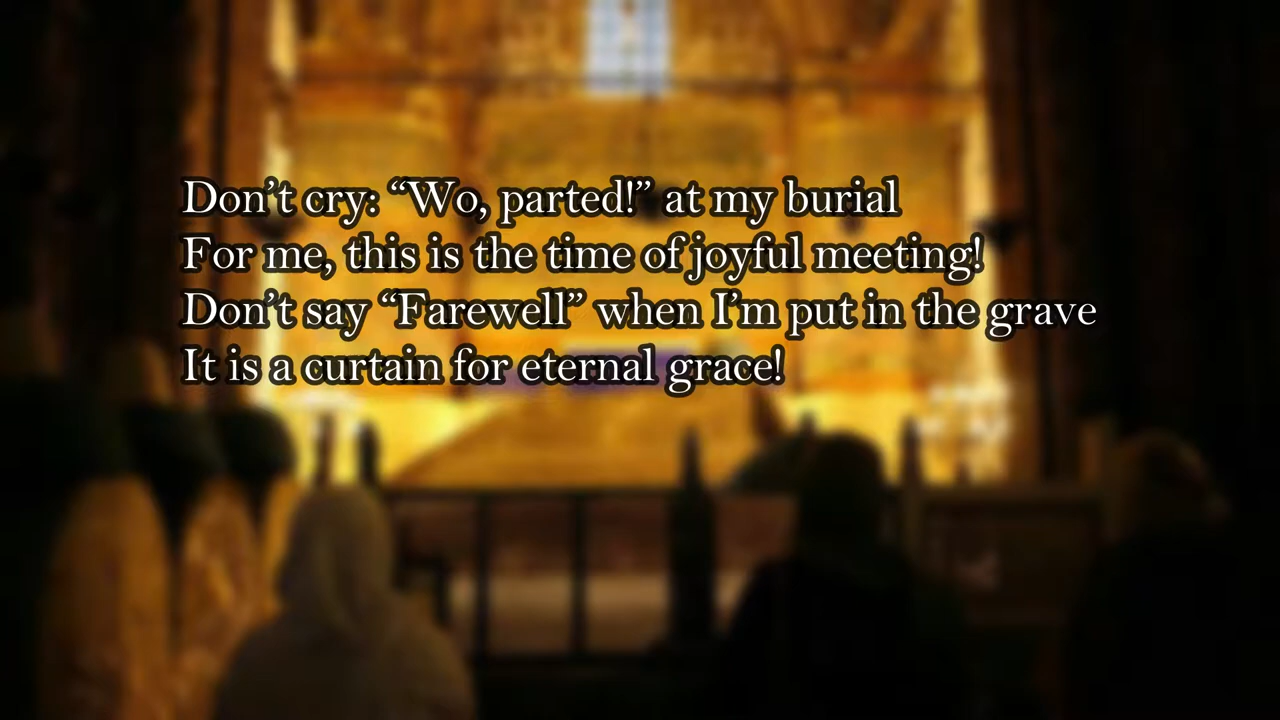 Don’t cry: “Wo, parted!” at my burial
For me, this is the time of joyful meeting!
Don’t say “Farewell” when I’m put in the grave
It is a curtain for eternal grace!